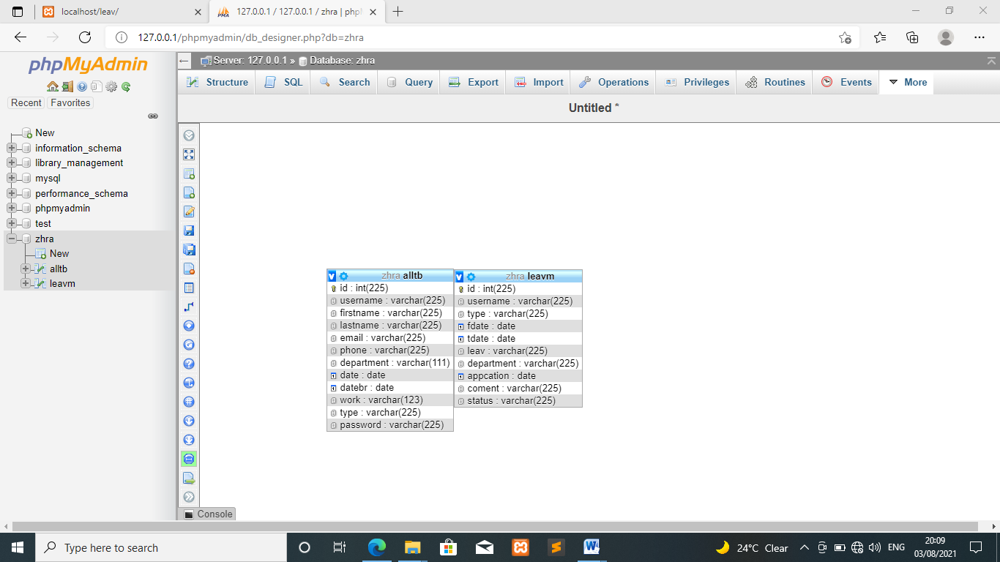 localhost/leav/
127.0.0.1 / 127.0.0.1 / zhra | php
127.0.0.1/phpmyadmin/db_designer.php?db=zhra
phpMyAdmin
Recent Favorites
New
information_schema
library_management
mysql
performance_schema
phpmyadmin
test
zhra
New
alltb
leavm
Server: 127.0.0.1 » Database: zhra
Structure SQL Search Query Export Import Operations Privileges Routines Events More
Untitled *
zhra alltb
id : int(225)
username : varchar(225)
firstname : varchar(225)
lastname : varchar(225)
email : varchar(225)
phone : varchar(225)
department : varchar(111)
date : date
datebr : date
work : varchar(123)
type : varchar(225)
password : varchar(225)
zhra leavm
id : int(225)
username : varchar(225)
type : varchar(225)
fdate : date
tdate : date
leav : varchar(225)
department : varchar(225)
appcation : date
coment : varchar(225)
status : varchar(225)
Console
Type here to search
24°C Clear
ENG
20:09
03/08/2021